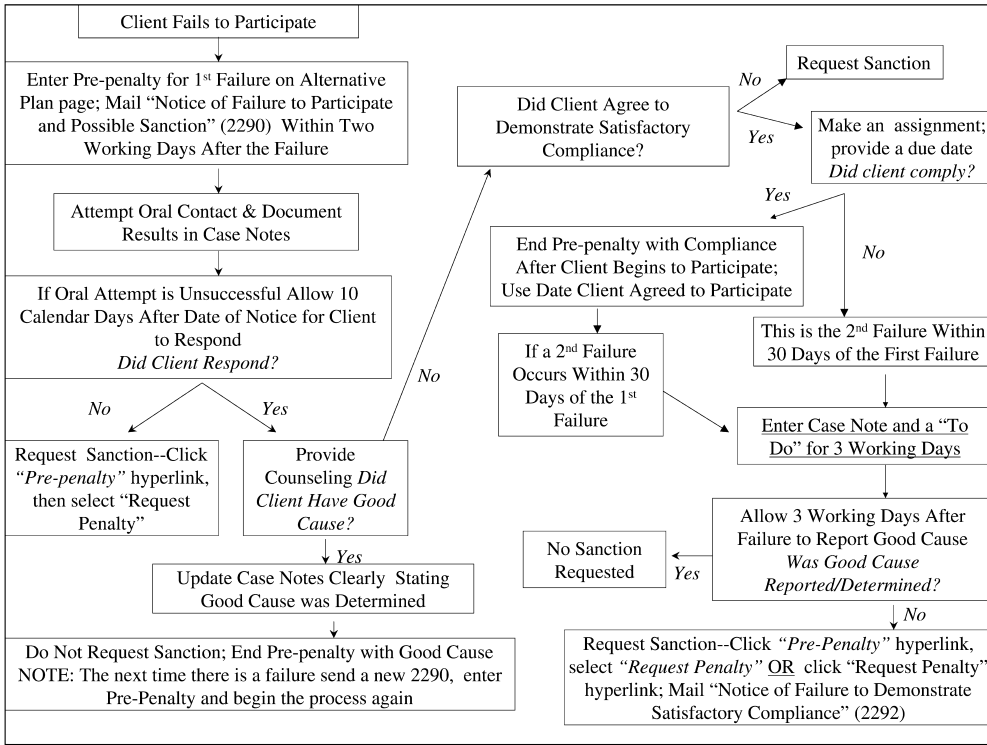 Client Fails to Participate
Enter Pre-penalty for 1st Failure on Alternative
Plan page; Mail “Notice of Failure to Participate
and Possible Sanction” (2290) Within Two
Working Days After the Failure
Attempt Oral Contact & Document
Results in Case Notes
If Oral Attempt is Unsuccessful Allow 10
Calendar Days After Date of Notice for Client
to Respond
Did Client Respond?
No
Yes
Request Sanction--Click
“Pre-penalty” hyperlink,
then select “Request
Penalty”
Provide
Counseling Did
Client Have Good
Cause?
No
Yes
Update Case Notes Clearly Stating
Good Cause was Determined
Do Not Request Sanction; End Pre-penalty with Good Cause
NOTE: The next time there is a failure send a new 2290, enter
Pre-Penalty and begin the process again
Did Client Agree to
Demonstrate Satisfactory
Compliance?
No
Request Sanction
Yes
Make an assignment;
provide a due date
Did client comply?
Yes
No
End Pre-penalty with Compliance
After Client Begins to Participate;
Use Date Client Agreed to Participate
If a 2nd Failure
Occurs Within 30
Days of the 1st
Failure
This is the 2nd Failure Within
30 Days of the First Failure
Enter Case Note and a “To
Do” for 3 Working Days
Allow 3 Working Days After
Failure to Report Good Cause
Was Good Cause
Reported/Determined?
Yes
No Sanction
Requested
No
Request Sanction--Click “Pre-Penalty” hyperlink,
select “Request Penalty” OR click “Request Penalty”
hyperlink; Mail “Notice of Failure to Demonstrate
Satisfactory Compliance” (2292)